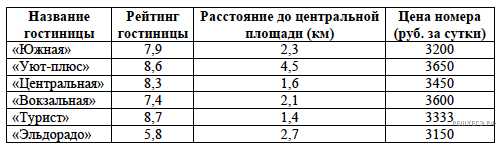 Название гостиницы Рейтинг гостиницы Расстояние до центральной площади (км) Цена номера (руб. за сутки)
«Южная» 7,9 2,3 3200
«Уют-плюс» 8,6 4,5 3650
«Центральная» 8,3 1,6 3450
«Вокзальная» 7,4 2,1 3600
«Турист» 8,7 1,4 3333
«Эльдорадо» 5,8 2,7 3150
РЕШУЕГЭ.РФ